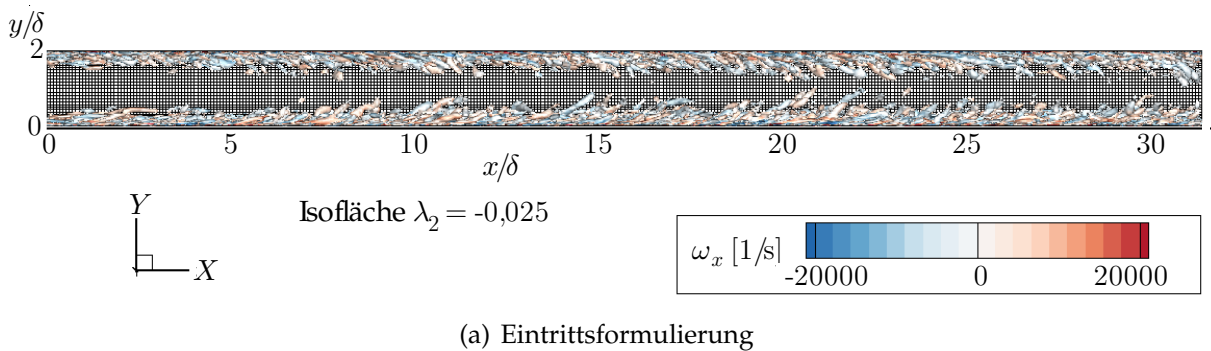 y/δ
2
0
0 5 10 15 20 25 30
x/δ
Y
X
Isofläche λ₂ = -0,025
ωₓ [1/s]
-20000 0 20000
(a) Eintrittsformulierung